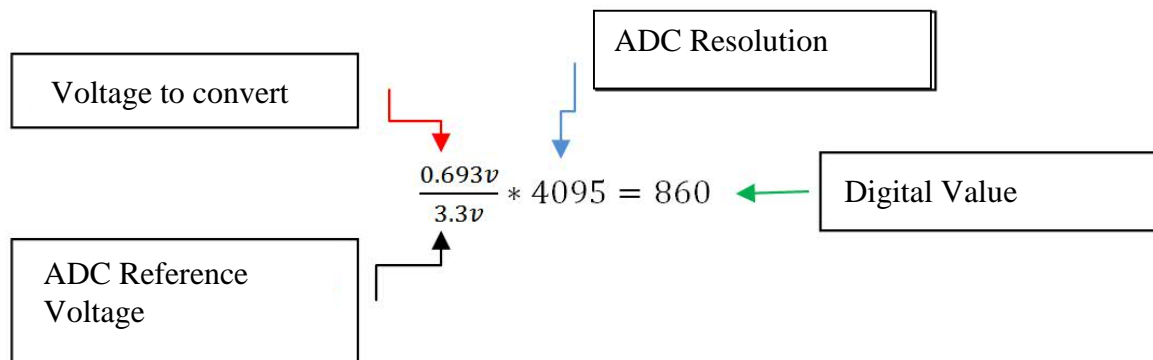 ADC Resolution
Voltage to convert
0.693v
3.3v
* 4095 = 860
Digital Value
ADC Reference
Voltage